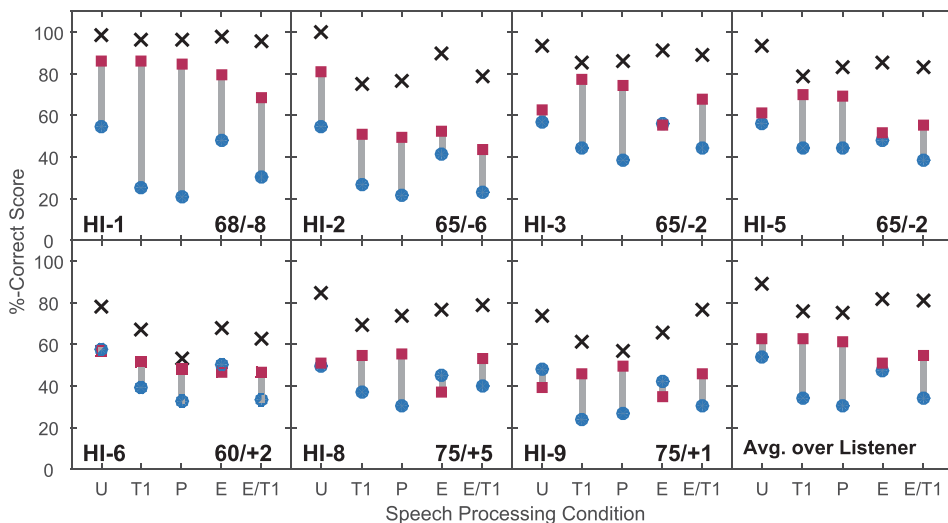 100
80
60
40
20
0
HI-1 68/-8
HI-2 65/-6
HI-3 65/-2
HI-5 65/-2
%-Correct Score
100
80
60
40
20
0
HI-6 60/+2
HI-8 75/+5
HI-9 75/+1
Avg. over Listener
U T1 P E E/T1
U T1 P E E/T1
U T1 P E E/T1
U T1 P E E/T1
Speech Processing Condition